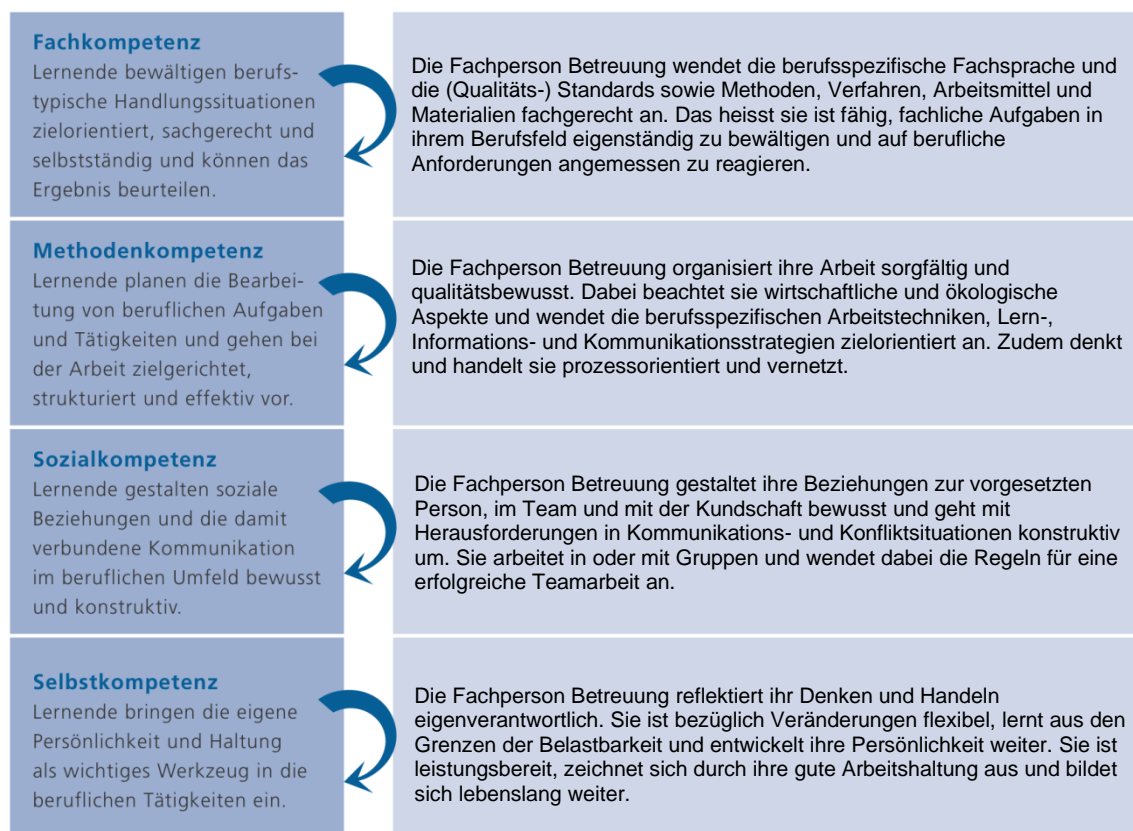 Fachkompetenz
Lernende bewältigen berufs-
typische Handlungssituationen
zielorientiert, sachgerecht und
selbstständig und können das
Ergebnis beurteilen.
Die Fachperson Betreuung wendet die berufsspezifische Fachsprache und
die (Qualitäts-) Standards sowie Methoden, Verfahren, Arbeitsmittel und
Materialien fachgerecht an. Das heisst sie ist fähig, fachliche Aufgaben in
ihrem Berufsfeld eigenständig zu bewältigen und auf berufliche
Anforderungen angemessen zu reagieren.
Methodenkompetenz
Lernende planen die Bearbei-
tung von beruflichen Aufgaben
und Tätigkeiten und gehen bei
der Arbeit zielgerichtet,
strukturiert und effektiv vor.
Die Fachperson Betreuung organisiert ihre Arbeit sorgfältig und
qualitätsbewusst. Dabei beachtet sie wirtschaftliche und ökologische
Aspekte und wendet die berufsspezifischen Arbeitstechniken, Lern-,
Informations- und Kommunikationsstrategien zielorientiert an. Zudem denkt
und handelt sie prozessorientiert und vernetzt.
Sozialkompetenz
Lernende gestalten soziale
Beziehungen und die damit
verbundene Kommunikation
im beruflichen Umfeld bewusst
und konstruktiv.
Die Fachperson Betreuung gestaltet ihre Beziehungen zur vorgesetzten
Person, im Team und mit der Kundschaft bewusst und geht mit
Herausforderungen in Kommunikations- und Konfliktsituationen konstruktiv
um. Sie arbeitet in oder mit Gruppen und wendet dabei die Regeln für eine
erfolgreiche Teamarbeit an.
Selbstkompetenz
Lernende bringen die eigene
Persönlichkeit und Haltung
als wichtiges Werkzeug in die
beruflichen Tätigkeiten ein.
Die Fachperson Betreuung reflektiert ihr Denken und Handeln
eigenverantwortlich. Sie ist bezüglich Veränderungen flexibel, lernt aus den
Grenzen der Belastbarkeit und entwickelt ihre Persönlichkeit weiter. Sie ist
leistungsbereit, zeichnet sich durch ihre gute Arbeitshaltung aus und bildet
sich lebenslang weiter.